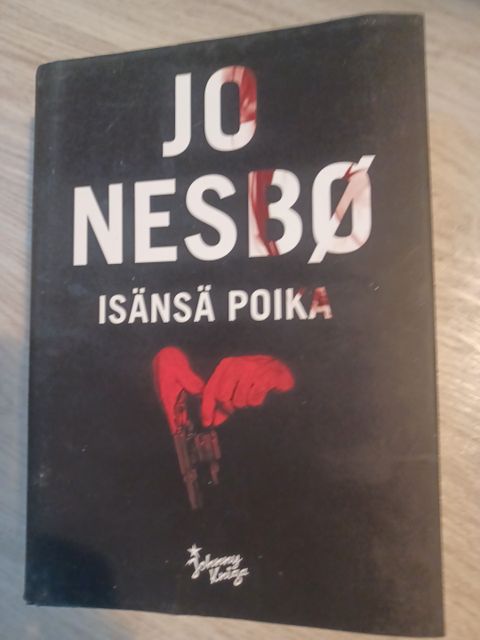 JO
NESBØ
ISÄNSÄ POIKA
Johnny
Kniga